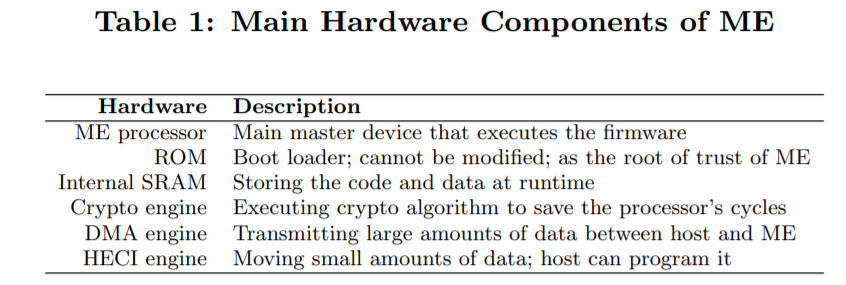 Table 1: Main Hardware Components of ME
Hardware Description
ME processor Main master device that executes the firmware
ROM Boot loader; cannot be modified; as the root of trust of ME
Internal SRAM Storing the code and data at runtime
Crypto engine Executing crypto algorithm to save the processor's cycles
DMA engine Transmitting large amounts of data between host and ME
HECI engine Moving small amounts of data; host can program it